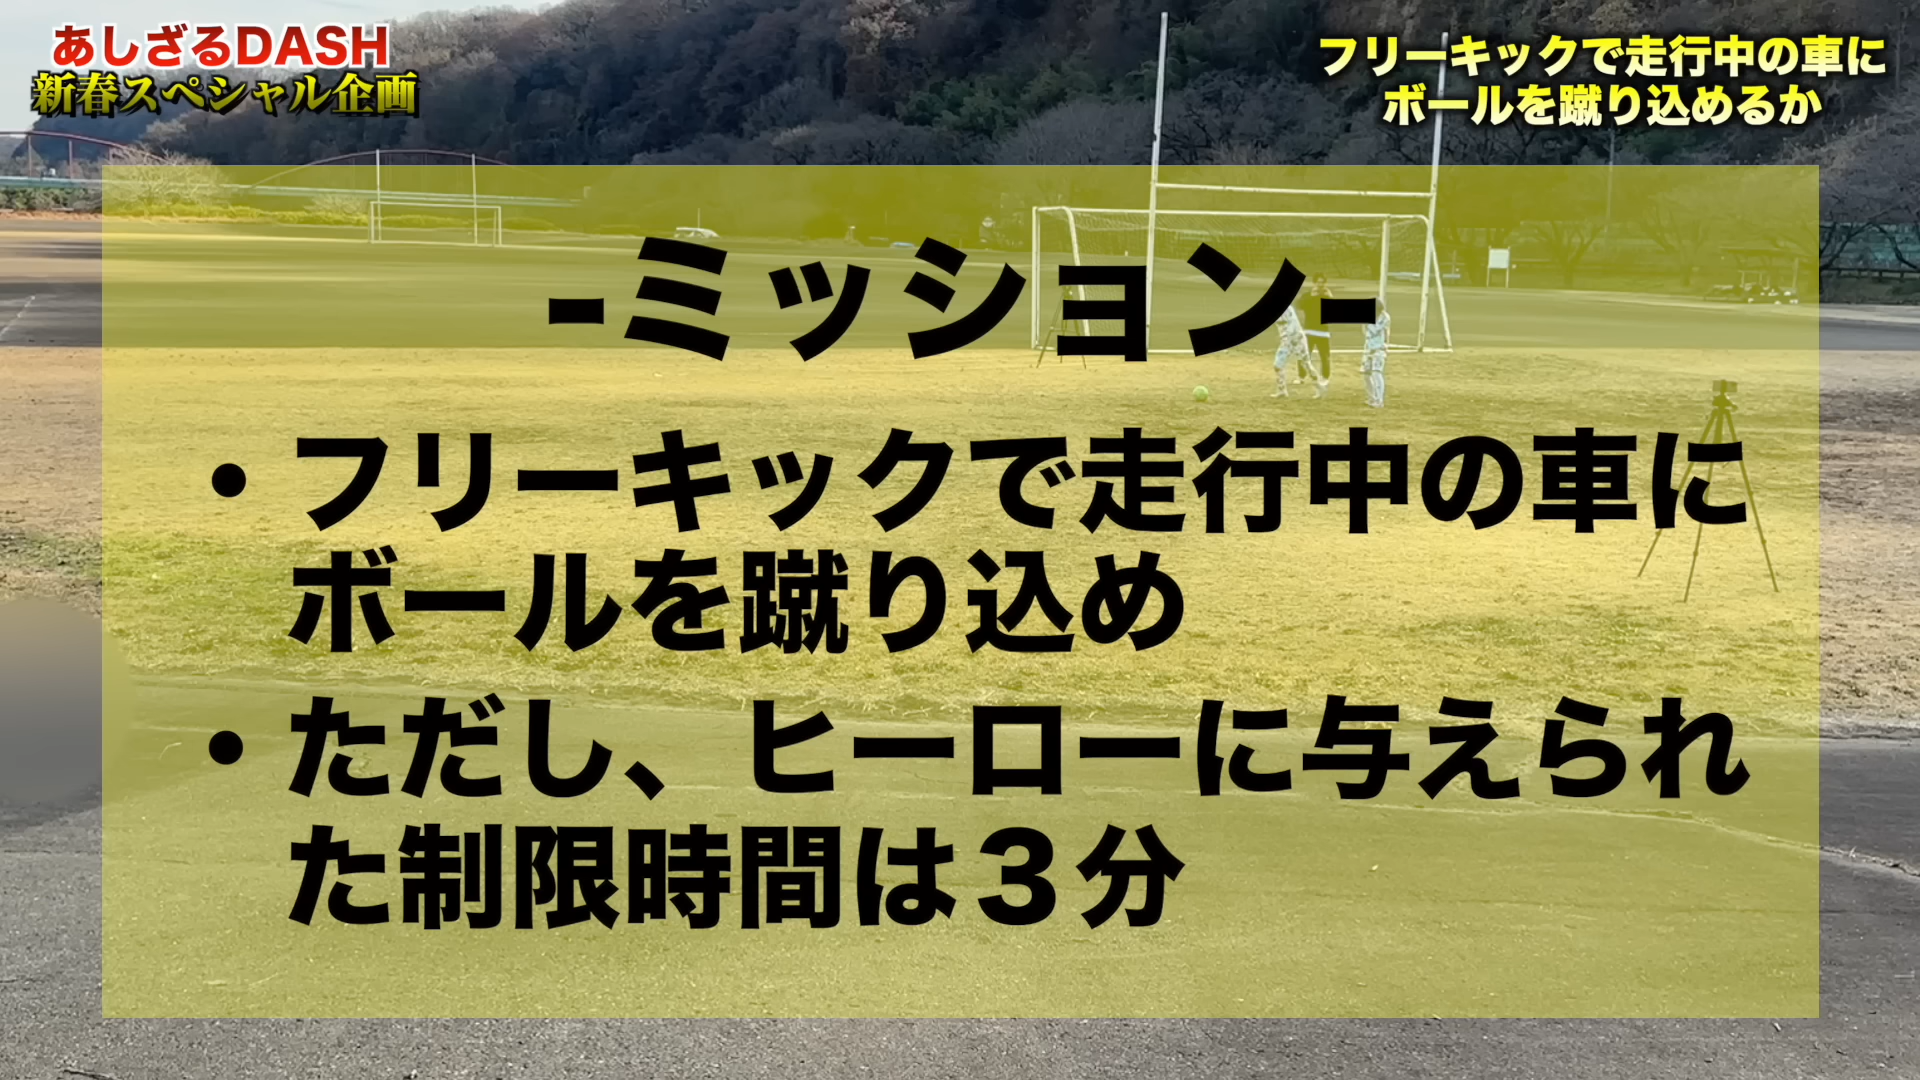 あしざるDASH
新春スペシャル企画
フリーキックで走行中の車に
ボールを蹴り込めるか
-ミッション-
・フリーキックで走行中の車に
ボールを蹴り込め
・ただし、ヒーローに与えられ
た制限時間は３分